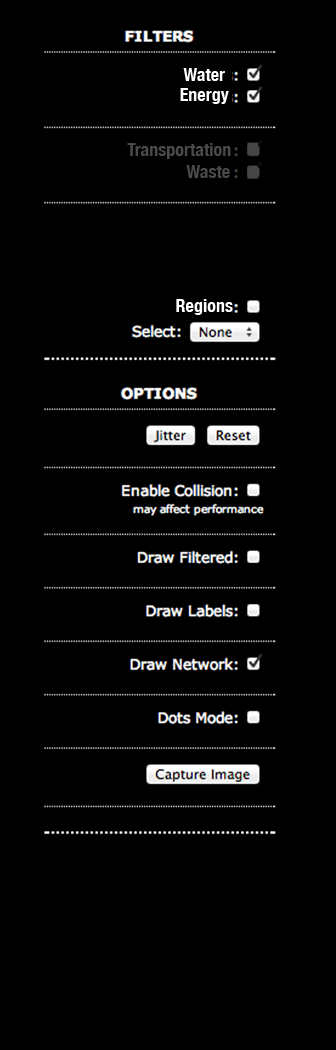 FILTERS
Water :
Energy :
Transportation :
Waste :
Regions:
Select: None
OPTIONS
Jitter Reset
Enable Collision:
may affect performance
Draw Filtered:
Draw Labels:
Draw Network:
Dots Mode:
Capture Image